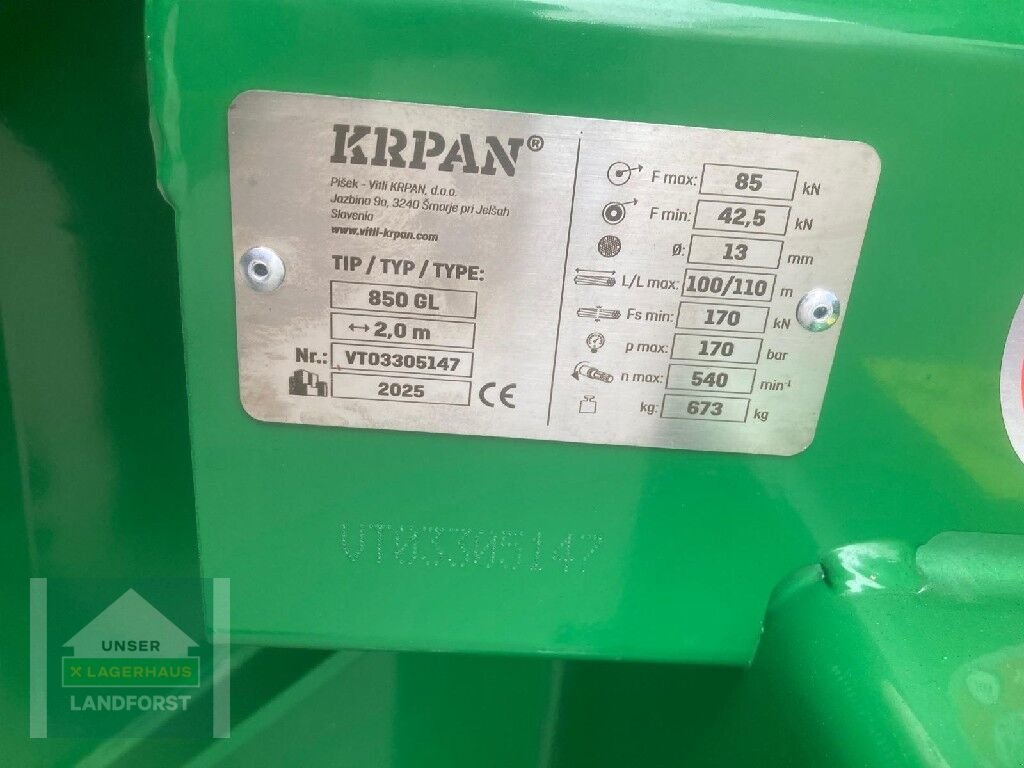 KRPAN®
Pišek - Vitli KRPAN, d.o.o.
Jazbina 9a, 3240 Šmarje pri Jelšah
Slovenia
www.vitli-krpan.com
TIP / TYP / TYPE:
850 GL
↔ 2,0 m
Nr.: VT03305147
2025 CE
F max: 85 kN
F min: 42,5 kN
Ø: 13 mm
L/L max: 100/110 m
Fs min: 170 kN
p max: 170 bar
n max: 540 min-1
kg: 673 kg
VT03305147
UNSER
X LAGERHAUS
LANDFORST